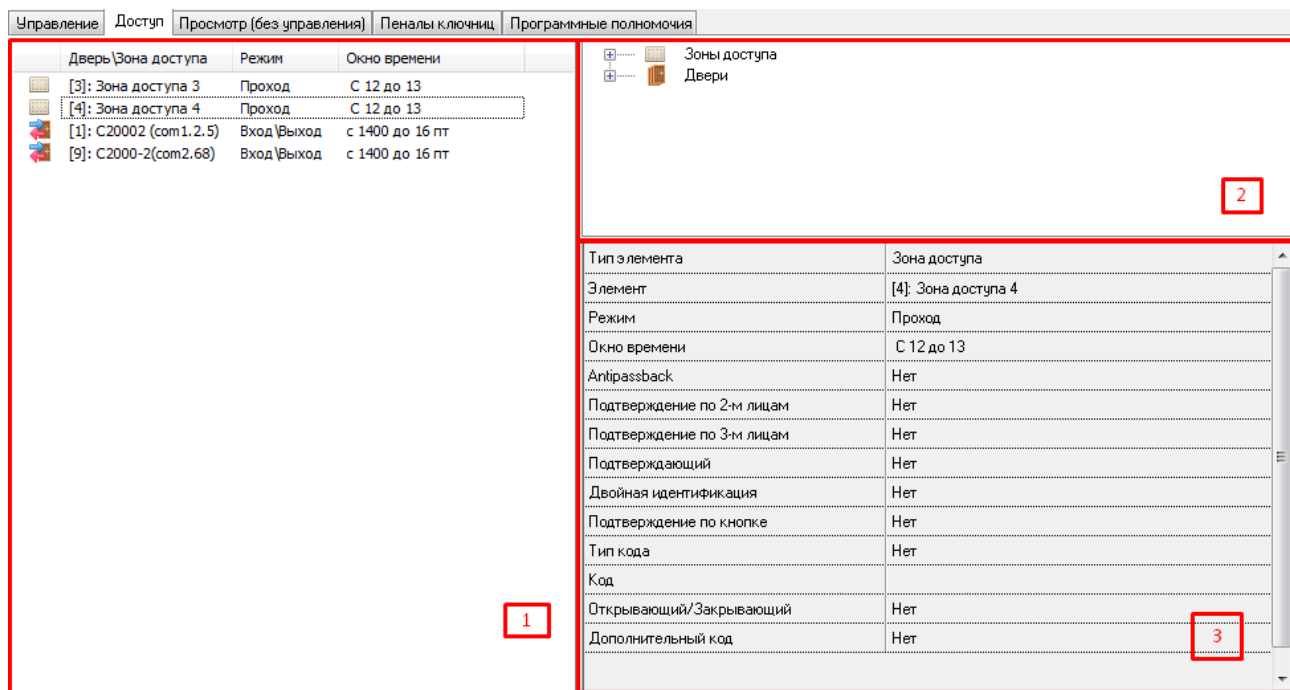 Управление Доступ Просмотр (без управления) Пеналы ключниц Программные полномочия
Дверь\Зона доступа Режим Окно времени
[3]: Зона доступа 3 Проход С 12 до 13
[4]: Зона доступа 4 Проход С 12 до 13
[1]: С20002 (com1.2.5) Вход\Выход с 1400 до 16 пт
[9]: С2000-2(com2.68) Вход\Выход с 1400 до 16 пт
1
Зоны доступа
Двери
2
Тип элемента Зона доступа
Элемент [4]: Зона доступа 4
Режим Проход
Окно времени С 12 до 13
Antipassback Нет
Подтверждение по 2-м лицам Нет
Подтверждение по 3-м лицам Нет
Подтверждающий Нет
Двойная идентификация Нет
Подтверждение по кнопке Нет
Тип кода Нет
Код
Открывающий/Закрывающий Нет
Дополнительный код Нет
3